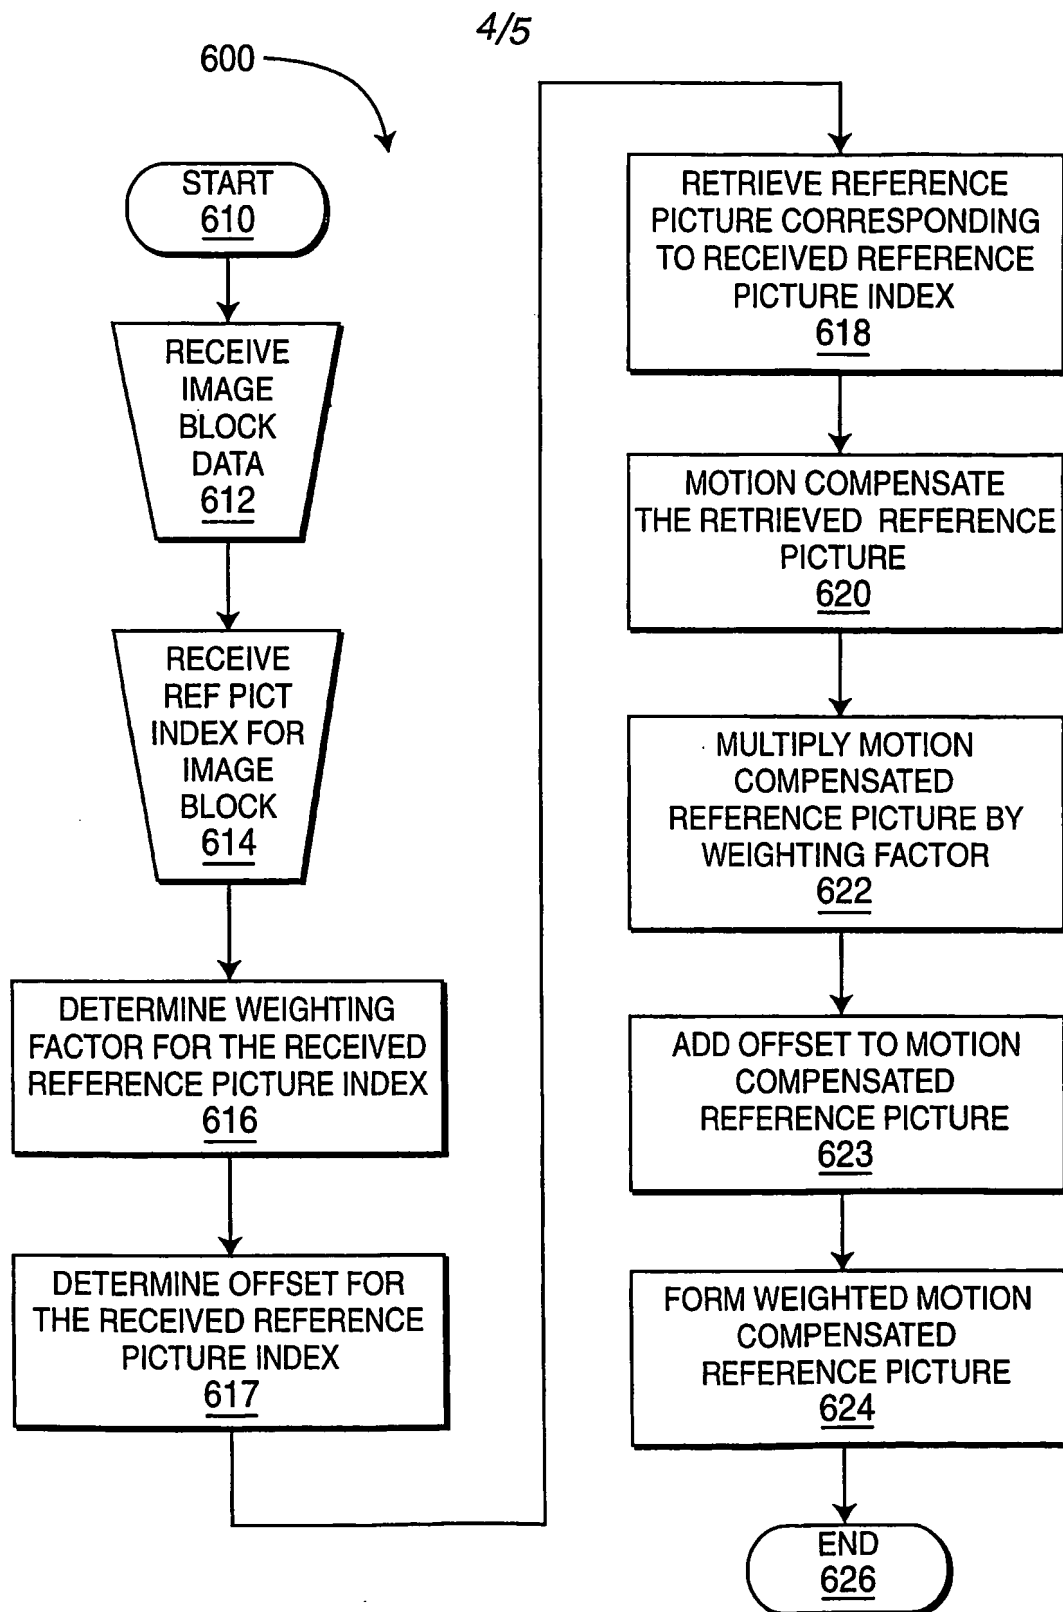 4/5
600
START
610
RECEIVE
IMAGE
BLOCK
DATA
612
RECEIVE
REF PICT
INDEX FOR
IMAGE
BLOCK
614
DETERMINE WEIGHTING
FACTOR FOR THE RECEIVED
REFERENCE PICTURE INDEX
616
DETERMINE OFFSET FOR
THE RECEIVED REFERENCE
PICTURE INDEX
617
RETRIEVE REFERENCE
PICTURE CORRESPONDING
TO RECEIVED REFERENCE
PICTURE INDEX
618
MOTION COMPENSATE
THE RETRIEVED REFERENCE
PICTURE
620
MULTIPLY MOTION
COMPENSATED
REFERENCE PICTURE BY
WEIGHTING FACTOR
622
ADD OFFSET TO MOTION
COMPENSATED
REFERENCE PICTURE
623
FORM WEIGHTED MOTION
COMPENSATED
REFERENCE PICTURE
624
END
626